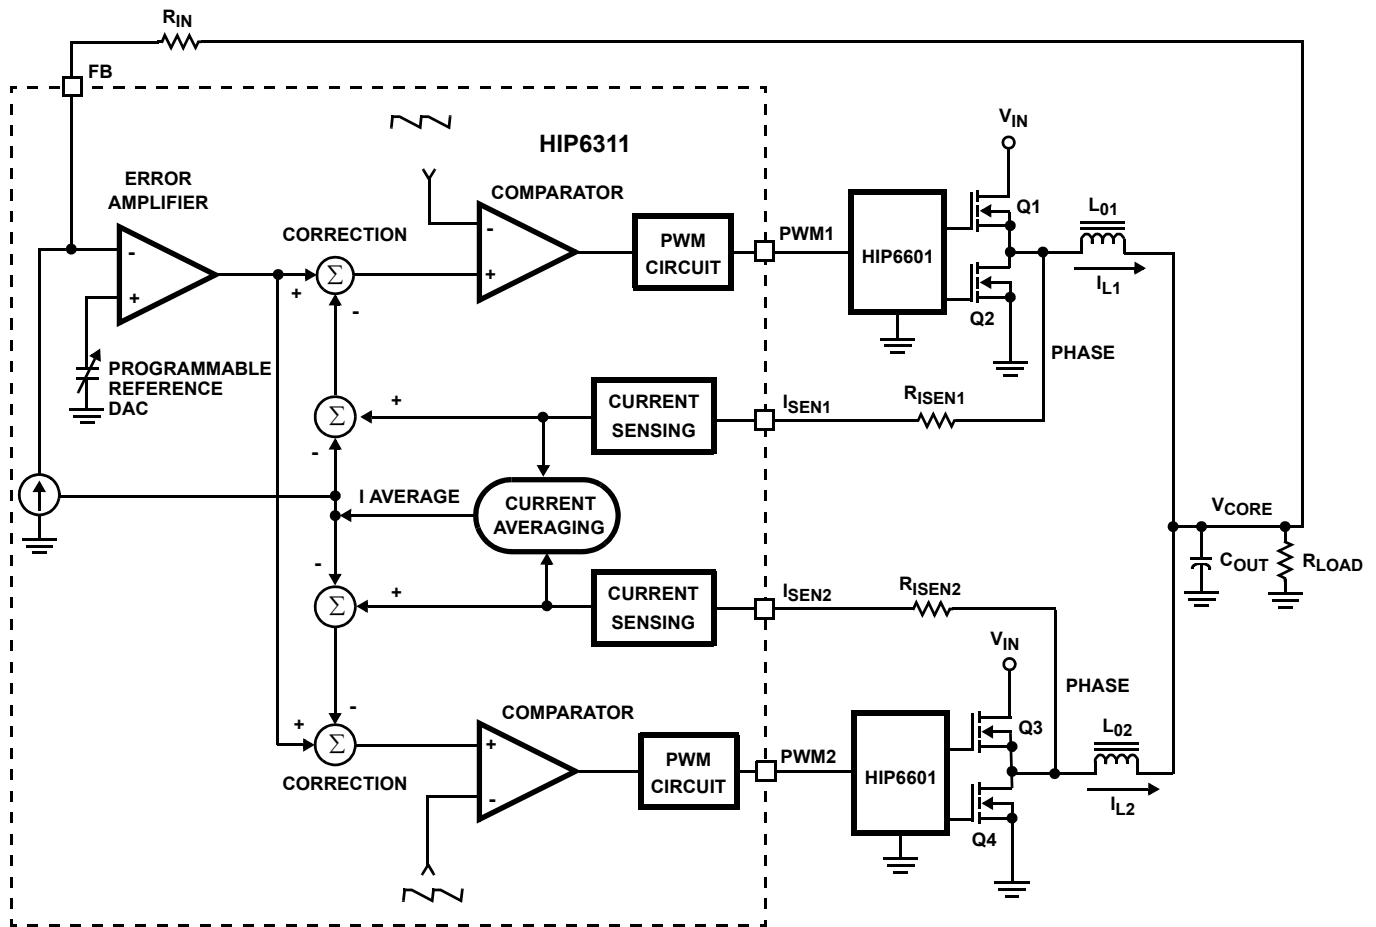 RIN
FB
HIP6311
VIN
ERROR
AMPLIFIER
COMPARATOR
Q1
L01
CORRECTION
-
PWM
CIRCUIT
PWM1
HIP6601
-
+
Σ
+
+
IL1
-
Q2
PHASE
PROGRAMMABLE
REFERENCE
DAC
CURRENT
SENSING
ISEN1
RISEN1
+
Σ
-
I AVERAGE
CURRENT
AVERAGING
VCORE
COUT
RLOAD
-
+
Σ
CURRENT
SENSING
ISEN2
RISEN2
VIN
PHASE
-
COMPARATOR
+
Σ
+
-
CORRECTION
PWM
CIRCUIT
PWM2
HIP6601
Q3
L02
IL2
Q4